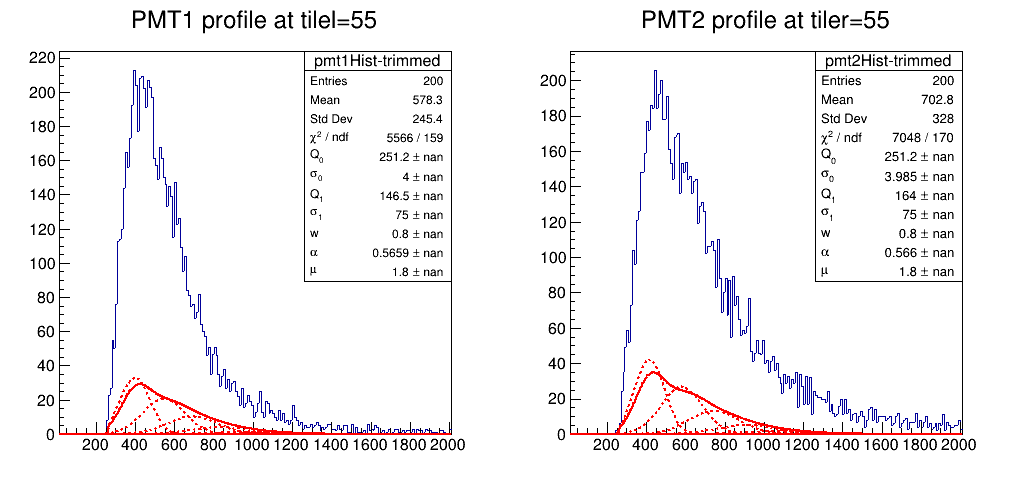 PMT1 profile at tilel=55
pmt1Hist-trimmed
Entries 200
Mean 578.3
Std Dev 245.4
χ² / ndf 5566 / 159
Q₀ 251.2 ± nan
σ₀ 4 ± nan
Q₁ 146.5 ± nan
σ₁ 75 ± nan
w 0.8 ± nan
α 0.5659 ± nan
μ 1.8 ± nan
220
200
180
160
140
120
100
80
60
40
20
0
200 400 600 800 1000 1200 1400 1600 1800 2000
PMT2 profile at tiler=55
pmt2Hist-trimmed
Entries 200
Mean 702.8
Std Dev 328
χ² / ndf 7048 / 170
Q₀ 251.2 ± nan
σ₀ 3.985 ± nan
Q₁ 164 ± nan
σ₁ 75 ± nan
w 0.8 ± nan
α 0.566 ± nan
μ 1.8 ± nan
200
180
160
140
120
100
80
60
40
20
0
200 400 600 800 1000 1200 1400 1600 1800 2000